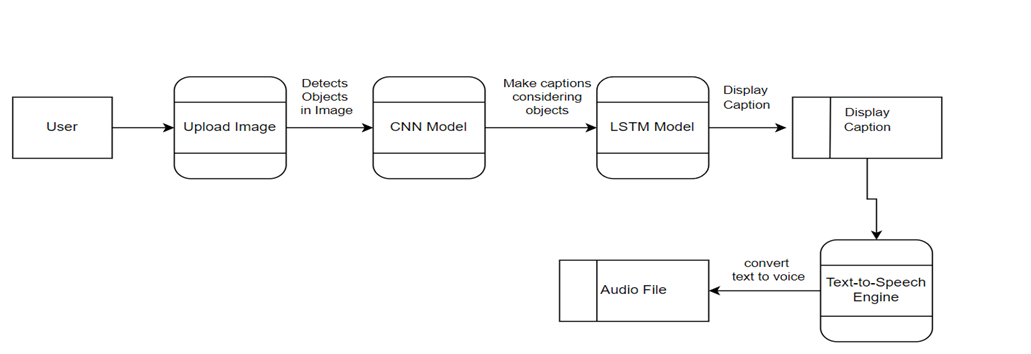 User
Upload Image
Detects
Objects
in Image
CNN Model
Make captions
considering
objects
LSTM Model
Display
Caption
Display
Caption
Text-to-Speech
Engine
convert
text to voice
Audio File